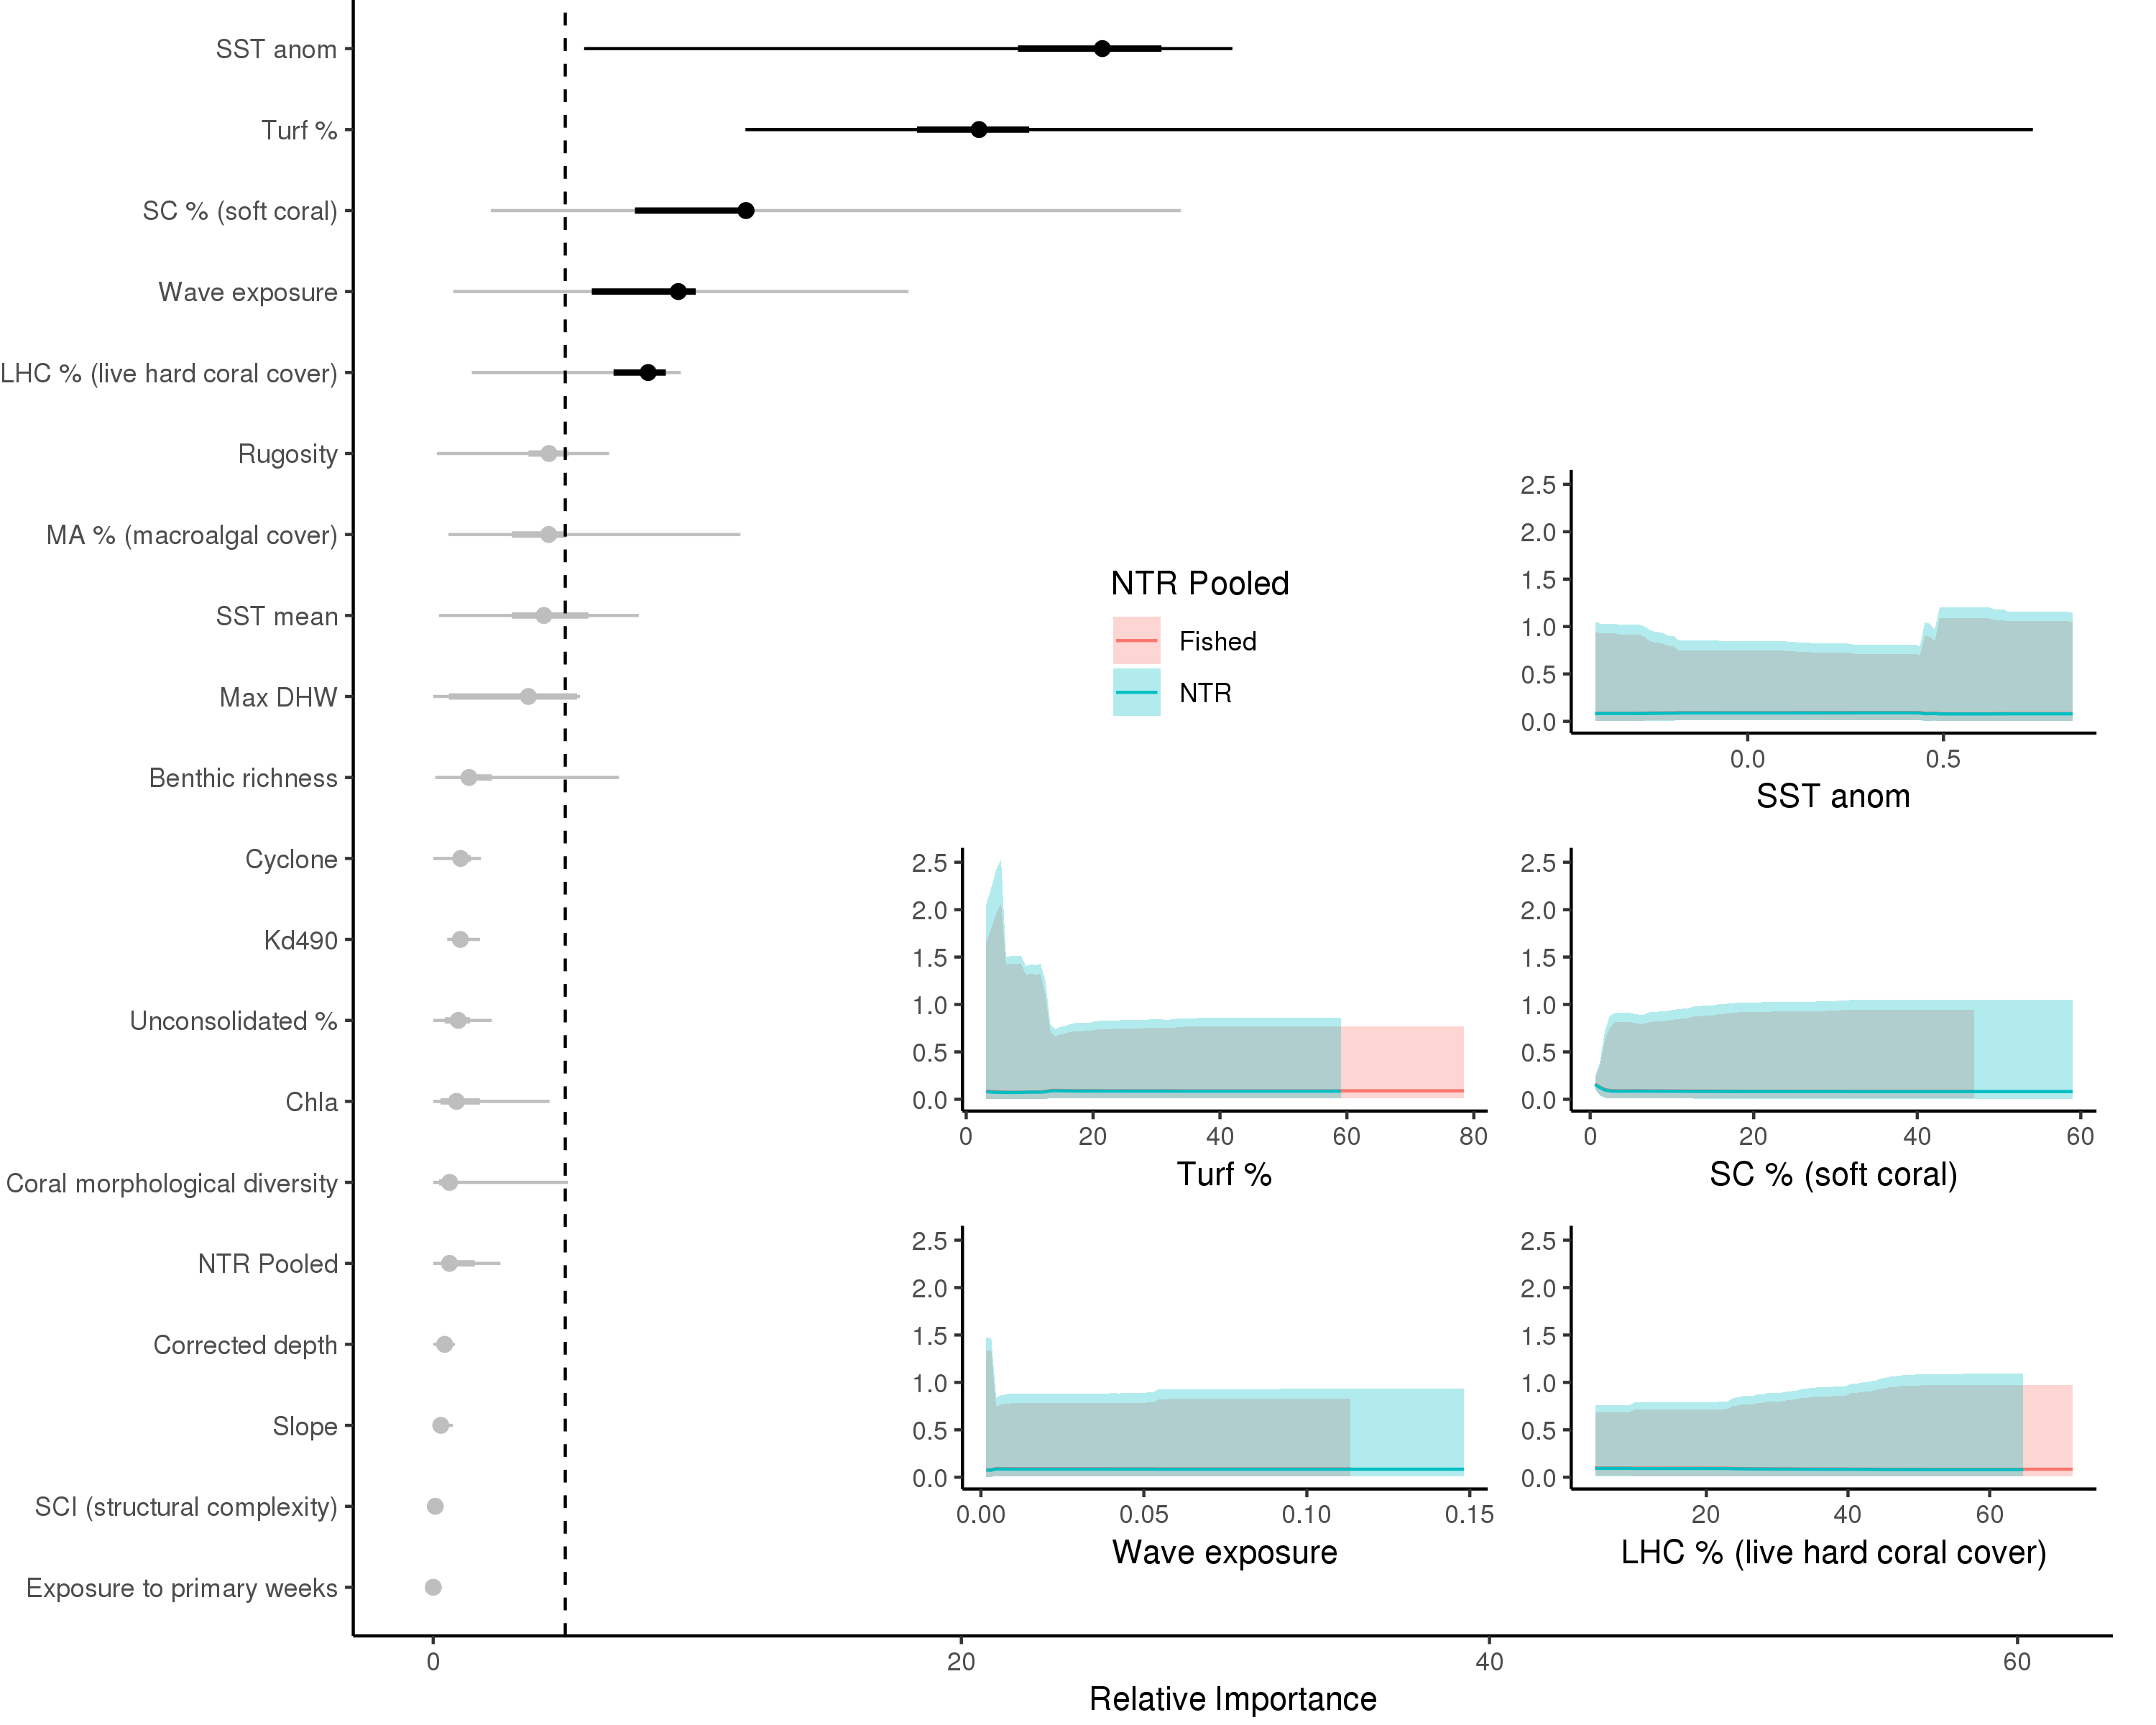 SST anom
Turf %
SC % (soft coral)
Wave exposure
LHC % (live hard coral cover)
Rugosity
MA % (macroalgal cover)
SST mean
Max DHW
Benthic richness
Cyclone
Kd490
Unconsolidated %
Chla
Coral morphological diversity
NTR Pooled
Corrected depth
Slope
SCI (structural complexity)
Exposure to primary weeks
0 20 40 60
Relative Importance
NTR Pooled
Fished
NTR
2.5
2.0
1.5
1.0
0.5
0.0
0.0 0.5
SST anom
2.5
2.0
1.5
1.0
0.5
0.0
0 20 40 60 80
Turf %
2.5
2.0
1.5
1.0
0.5
0.0
0 20 40 60
SC % (soft coral)
2.5
2.0
1.5
1.0
0.5
0.0
0.00 0.05 0.10 0.15
Wave exposure
2.5
2.0
1.5
1.0
0.5
0.0
20 40 60
LHC % (live hard coral cover)